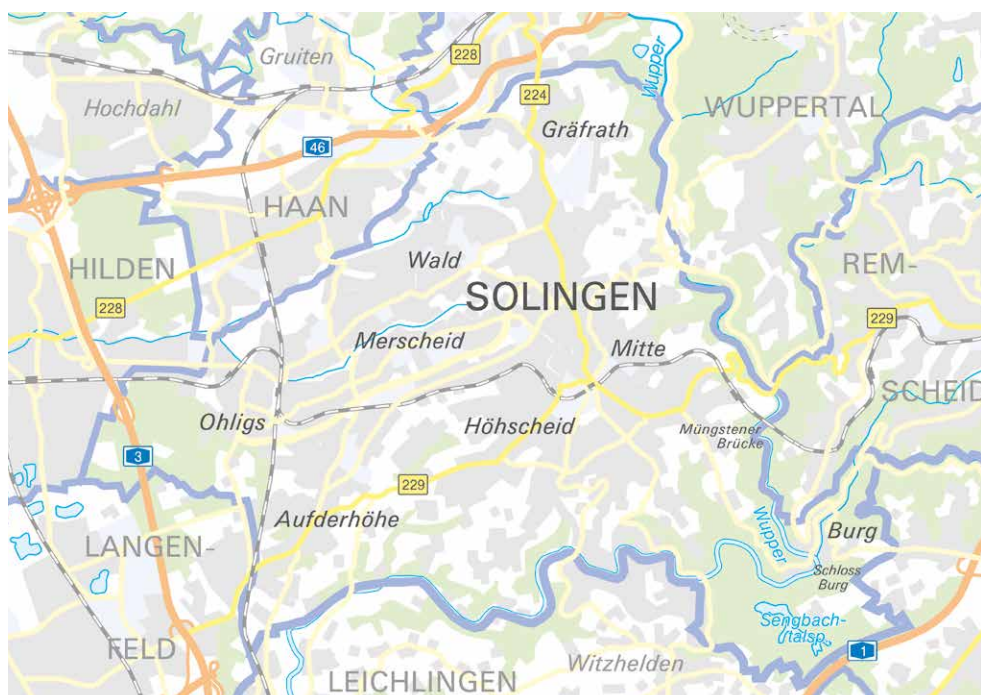 Gruiten
228
Wupper
Hochdahl
224
WUPPERTAL
Gräfrath
46
HAAN
Wald
REM-
HILDEN
SOLINGEN
228
229
Merscheid
Mitte
SCHEID
Ohligs
Höhscheid
Müngstener
Brücke
3
229
Aufderhöhe
Wupper
Burg
LANGEN-
Schloss
Burg
Sengbach-
talsp.
FELD
1
Witzhelden
LEICHLINGEN